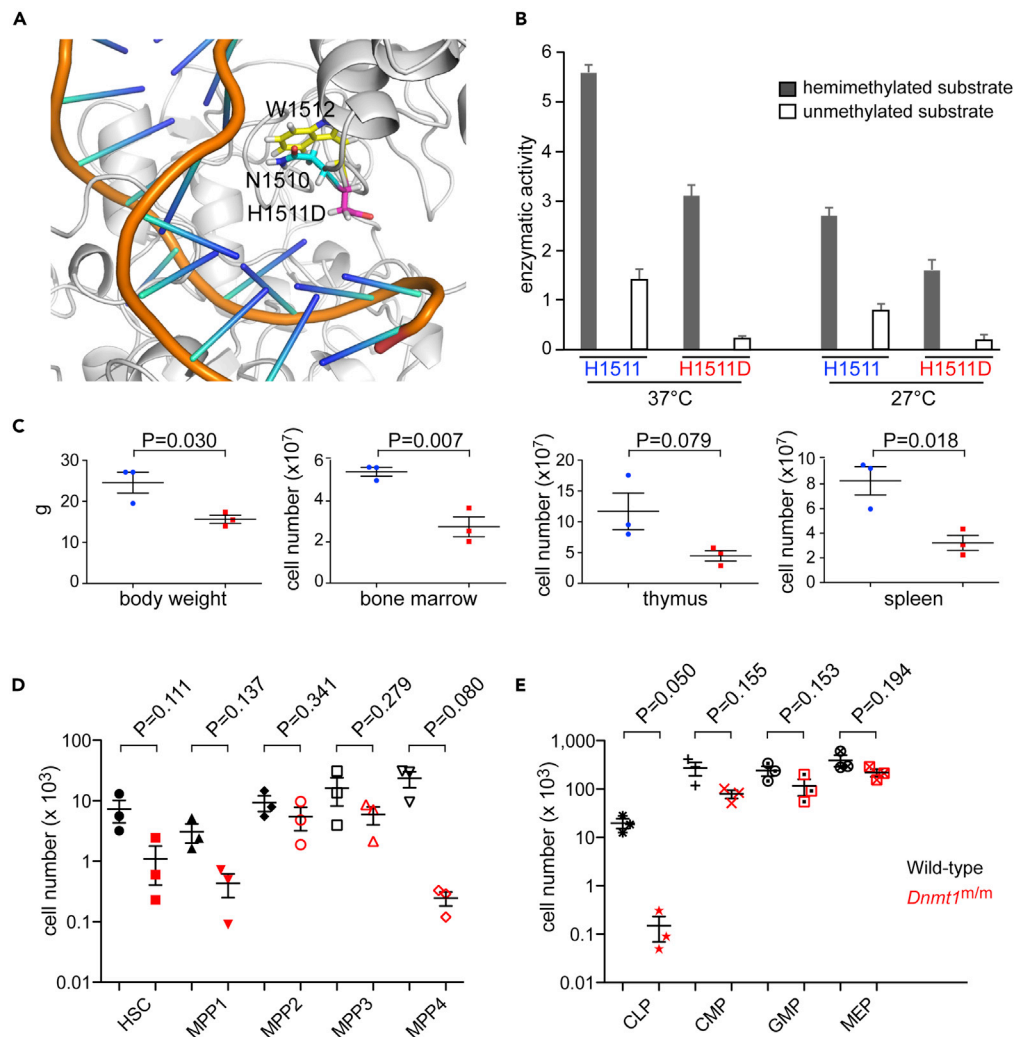 A
W1512
N1510
H1511D
B
enzymatic activity
6
5
4
3
2
1
0
hemimethylated substrate
unmethylated substrate
H1511 H1511D H1511 H1511D
37°C 27°C
C
P=0.030
g
30
20
10
0
body weight
P=0.007
cell number (x10⁷)
6
4
2
0
bone marrow
P=0.079
cell number (x10⁷)
20
15
10
5
0
thymus
P=0.018
cell number (x10⁷)
10
8
6
4
2
0
spleen
D
P=0.111 P=0.137 P=0.341 P=0.279 P=0.080
cell number (x 10³)
100
10
1
0.1
0.01
HSC MPP1 MPP2 MPP3 MPP4
E
P=0.050 P=0.155 P=0.153 P=0.194
cell number (x 10³)
1,000
100
10
1
0.1
0.01
CLP CMP GMP MEP
Wild-type
Dnmt1m/m